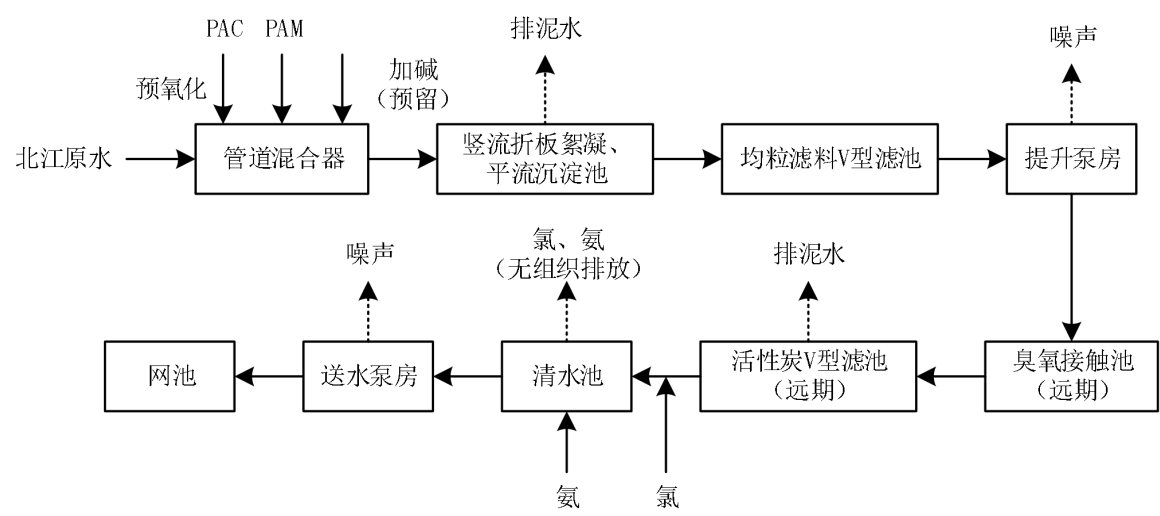 PAC PAM
排泥水
噪声
预氧化
加碱
（预留）
北江原水
管道混合器
竖流折板絮凝、
平流沉淀池
均粒滤料V型滤池
提升泵房
噪声
氯、氨
（无组织排放）
排泥水
网池
送水泵房
清水池
活性炭V型滤池
（远期）
臭氧接触池
（远期）
氨
氯